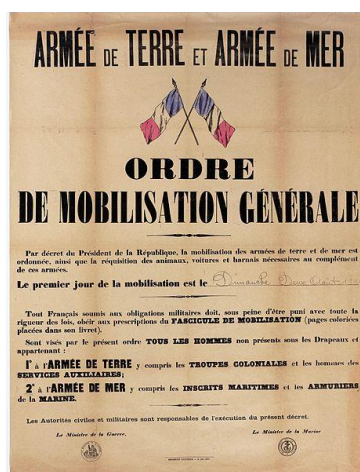 ARMÉE DE TERRE ET ARMÉE DE MER
ORDRE
DE MOBILISATION GÉNÉRALE
Par décret du Président de la République, la mobilisation des armées de terre et de mer est
ordonnée, ainsi que la réquisition des animaux, voitures et harnais nécessaires au complément
de ces armées.
Le premier jour de la mobilisation est le Dimanche Deux Août
Tout Français soumis aux obligations militaires doit, sous peine d'être puni avec toute la
rigueur des lois, obéir aux prescriptions du FASCICULE DE MOBILISATION (pages coloriées
placées dans son livret).
Sont visés par le présent ordre TOUS LES HOMMES non présents sous les Drapeaux et
appartenant :
1° à l'ARMÉE DE TERRE y compris les TROUPES COLONIALES et les hommes des
SERVICES AUXILIAIRES;
2° à l'ARMÉE DE MER y compris les INSCRITS MARITIMES et les ARMURIERS
de la MARINE.
Les Autorités civiles et militaires sont responsables de l'exécution du présent décret.
Le Ministre de la Guerre, Le Ministre de la Marine,